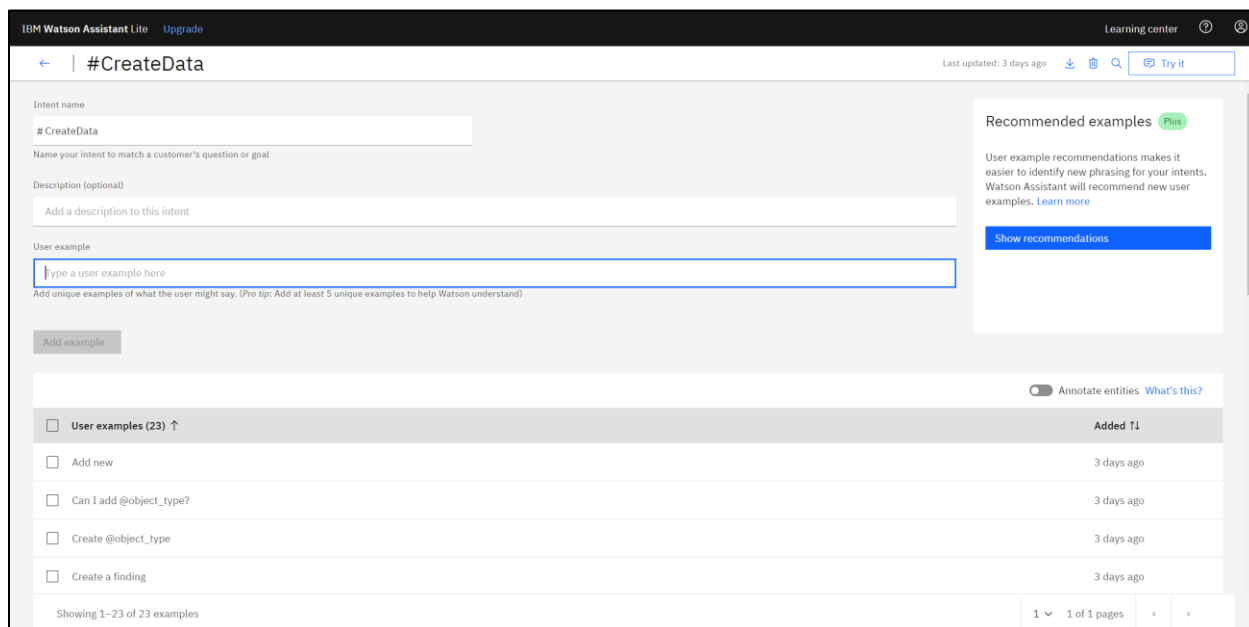 IBM Watson Assistant Lite Upgrade Learning center
#CreateData Last updated: 3 days ago Try it
Intent name
#CreateData
Name your intent to match a customer's question or goal
Description (optional)
Add a description to this intent
User example
Type a user example here
Add unique examples of what the user might say. (Pro tip: Add at least 5 unique examples to help Watson understand)
Add example
Recommended examples Plus
User example recommendations makes it
easier to identify new phrasing for your intents.
Watson Assistant will recommend new user
examples. Learn more
Show recommendations
Annotate entities What's this?
User examples (23) ↑ Added ↑↓
Add new 3 days ago
Can I add @object_type? 3 days ago
Create @object_type 3 days ago
Create a finding 3 days ago
Showing 1–23 of 23 examples 1 1 of 1 pages